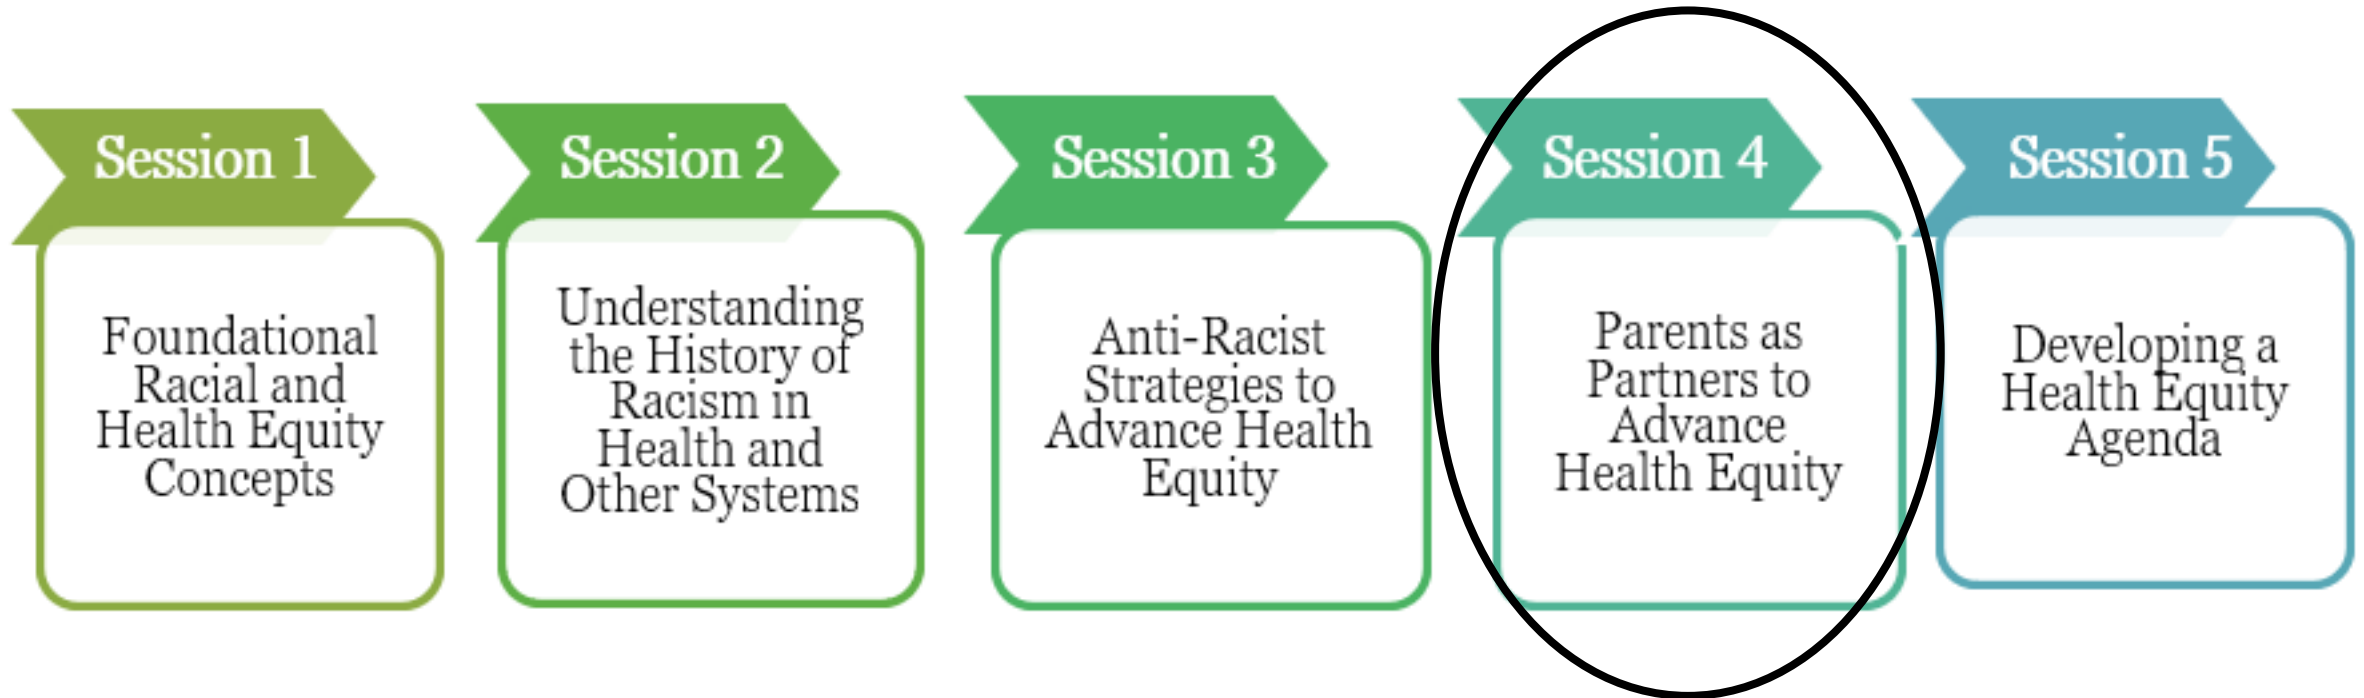 Session 1
Foundational
Racial and
Health Equity
Concepts
Session 2
Understanding
the History of
Racism in
Health and
Other Systems
Session 3
Anti-Racist
Strategies to
Advance Health
Equity
Session 4
Parents as
Partners to
Advance
Health Equity
Session 5
Developing a
Health Equity
Agenda